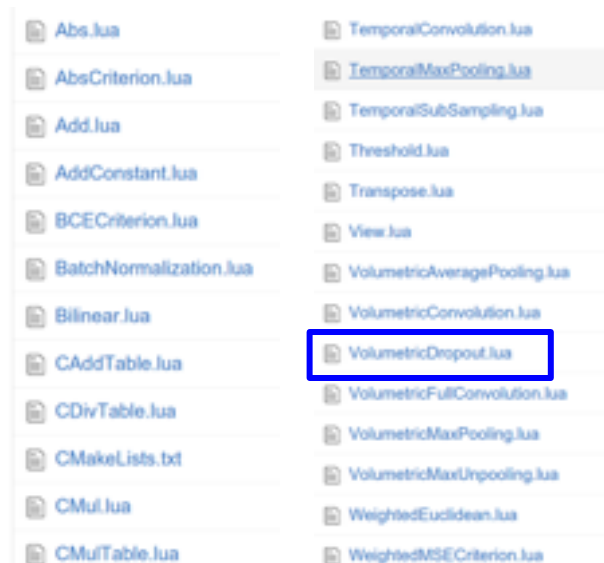 Abs.lua
AbsCriterion.lua
Add.lua
AddConstant.lua
BCECriterion.lua
BatchNormalization.lua
Bilinear.lua
CAddTable.lua
CDivTable.lua
CMakeLists.txt
CMul.lua
CMulTable.lua
TemporalConvolution.lua
TemporalMaxPooling.lua
TemporalSubSampling.lua
Threshold.lua
Transpose.lua
View.lua
VolumetricAveragePooling.lua
VolumetricConvolution.lua
VolumetricDropout.lua
VolumetricFullConvolution.lua
VolumetricMaxPooling.lua
VolumetricMaxUnpooling.lua
WeightedEuclidean.lua
WeightedMSECriterion.lua